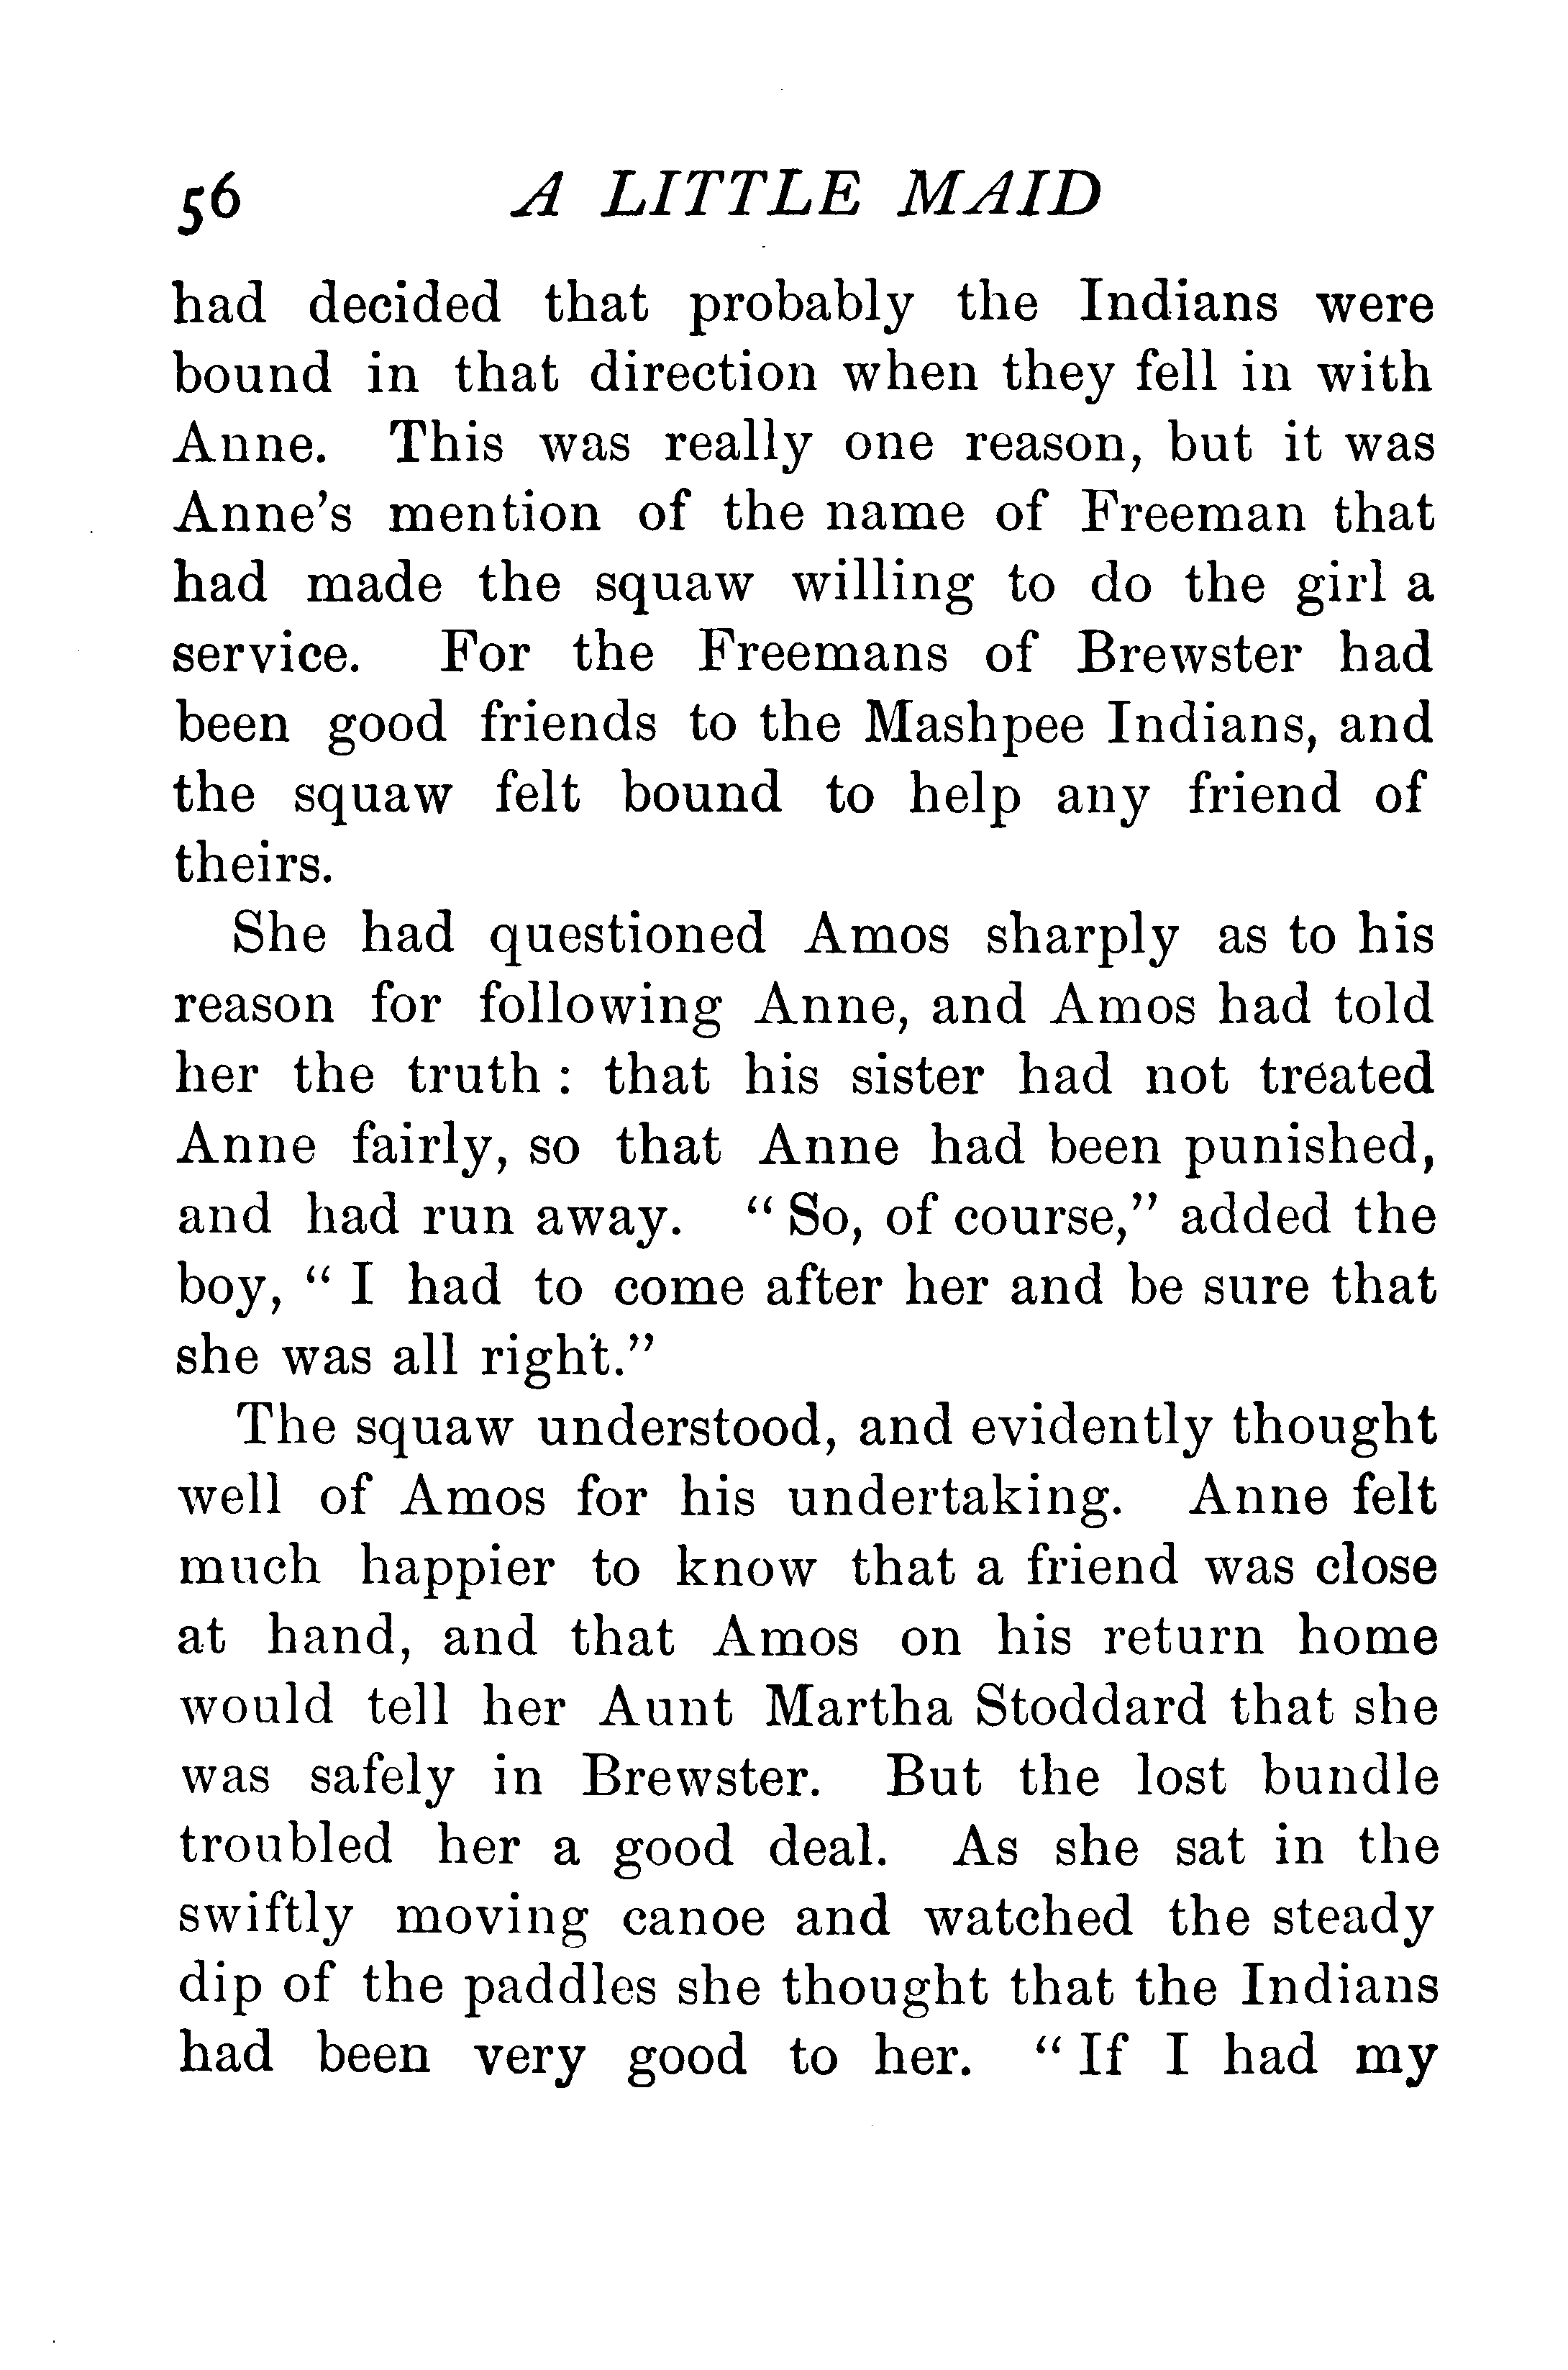 56 A LITTLE MAID
had decided that probably the Indians were
bound in that direction when they fell in with
Anne. This was really one reason, but it was
Anne's mention of the name of Freeman that
had made the squaw willing to do the girl a
service. For the Freemans of Brewster had
been good friends to the Mashpee Indians, and
the squaw felt bound to help any friend of
theirs.
She had questioned Amos sharply as to his
reason for following Anne, and Amos had told
her the truth : that his sister had not treated
Anne fairly, so that Anne had been punished,
and had run away. " So, of course," added the
boy, " I had to come after her and be sure that
she was all right."
The squaw understood, and evidently thought
well of Amos for his undertaking. Anne felt
much happier to know that a friend was close
at hand, and that Amos on his return home
would tell her Aunt Martha Stoddard that she
was safely in Brewster. But the lost bundle
troubled her a good deal. As she sat in the
swiftly moving canoe and watched the steady
dip of the paddles she thought that the Indians
had been very good to her. " If I had my